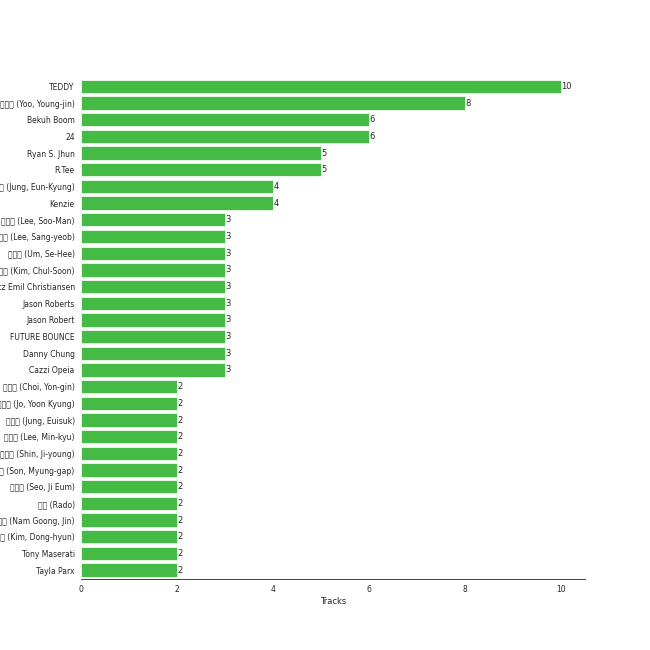 TEDDY 10
(Yoo, Young-jin) 8
Bekuh Boom 6
24 6
Ryan S. Jhun 5
R.Tee 5
(Jung, Eun-Kyung) 4
Kenzie 4
(Lee, Soo-Man) 3
(Lee, Sang-yeob) 3
(Um, Se-Hee) 3
(Kim, Chul-Soon) 3
Emil Christiansen 3
Jason Roberts 3
Jason Robert 3
FUTURE BOUNCE 3
Danny Chung 3
Cazzi Opeia 3
(Choi, Yon-gin) 2
(Jo, Yoon Kyung) 2
(Jung, Euisuk) 2
(Lee, Min-kyu) 2
(Shin, Ji-young) 2
(Son, Myung-gap) 2
(Seo, Ji Eum) 2
(Rado) 2
(Nam Goong, Jin) 2
(Kim, Dong-hyun) 2
Tony Maserati 2
Tayla Parx 2
0 2 4 6 8 10
Tracks